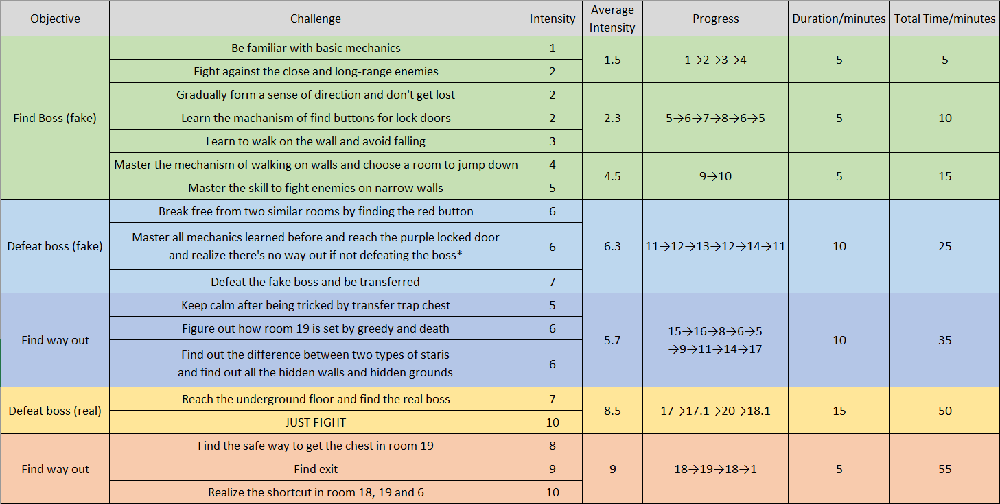 Objective Challenge Intensity Average Intensity Progress Duration/minutes Total Time/minutes
Find Boss (fake)
Be familiar with basic mechanics 1
Fight against the close and long-range enemies 2
1.5 1→2→3→4 5 5
Gradually form a sense of direction and don't get lost 2
Learn the machanism of find buttons for lock doors 2
Learn to walk on the wall and avoid falling 3
2.3 5→6→7→8→6→5 5 10
Master the mechanism of walking on walls and choose a room to jump down 4
Master the skill to fight enemies on narrow walls 5
4.5 9→10 5 15
Defeat boss (fake)
Break free from two similar rooms by finding the red button 6
Master all mechanics learned before and reach the purple locked door
and realize there's no way out if not defeating the boss* 6
Defeat the fake boss and be transferred 7
6.3 11→12→13→12→14→11 10 25
Find way out
Keep calm after being tricked by transfer trap chest 5
Figure out how room 19 is set by greedy and death 6
Find out the difference between two types of staris
and find out all the hidden walls and hidden grounds 6
5.7 15→16→8→6→5
→9→11→14→17 10 35
Defeat boss (real)
Reach the underground floor and find the real boss 7
JUST FIGHT 10
8.5 17→17.1→20→18.1 15 50
Find way out
Find the safe way to get the chest in room 19 8
Find exit 9
Realize the shortcut in room 18, 19 and 6 10
9 18→19→18→1 5 55